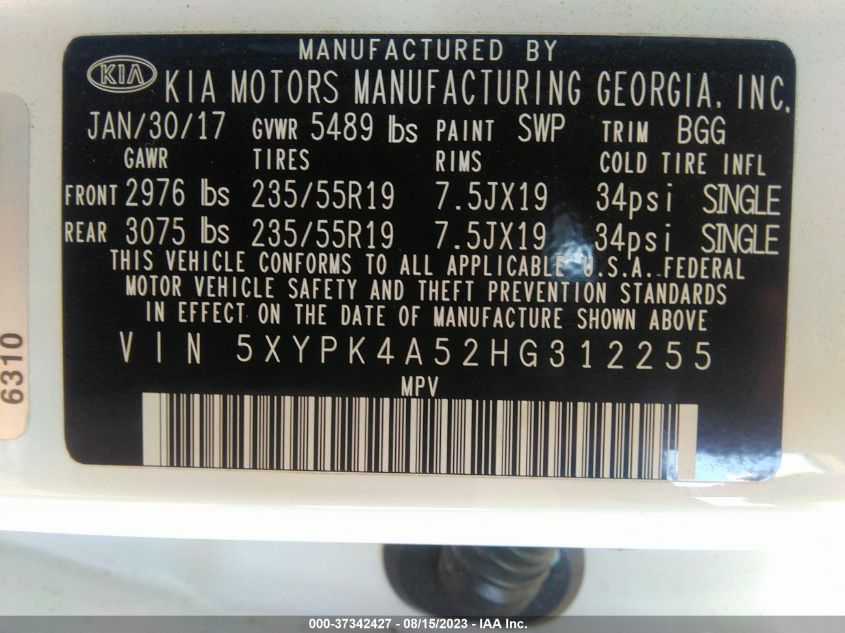 MANUFACTURED BY
KIA KIA MOTORS MANUFACTURING GEORGIA, INC.
JAN/30/17 GVWR 5489 lbs PAINT SWP TRIM BGG
GAWR TIRES RIMS COLD TIRE INFL
FRONT 2976 lbs 235/55R19 7.5JX19 34psi SINGLE
REAR 3075 lbs 235/55R19 7.5JX19 34psi SINGLE
THIS VEHICLE CONFORMS TO ALL APPLICABLE U.S.A. FEDERAL
MOTOR VEHICLE SAFETY AND THEFT PREVENTION STANDARDS
IN EFFECT ON THE DATE OF MANUFACTURE SHOWN ABOVE
VIN 5XYPK4A52HG312255
MPV
6310
000-37342427 - 08/15/2023 - IAA Inc.